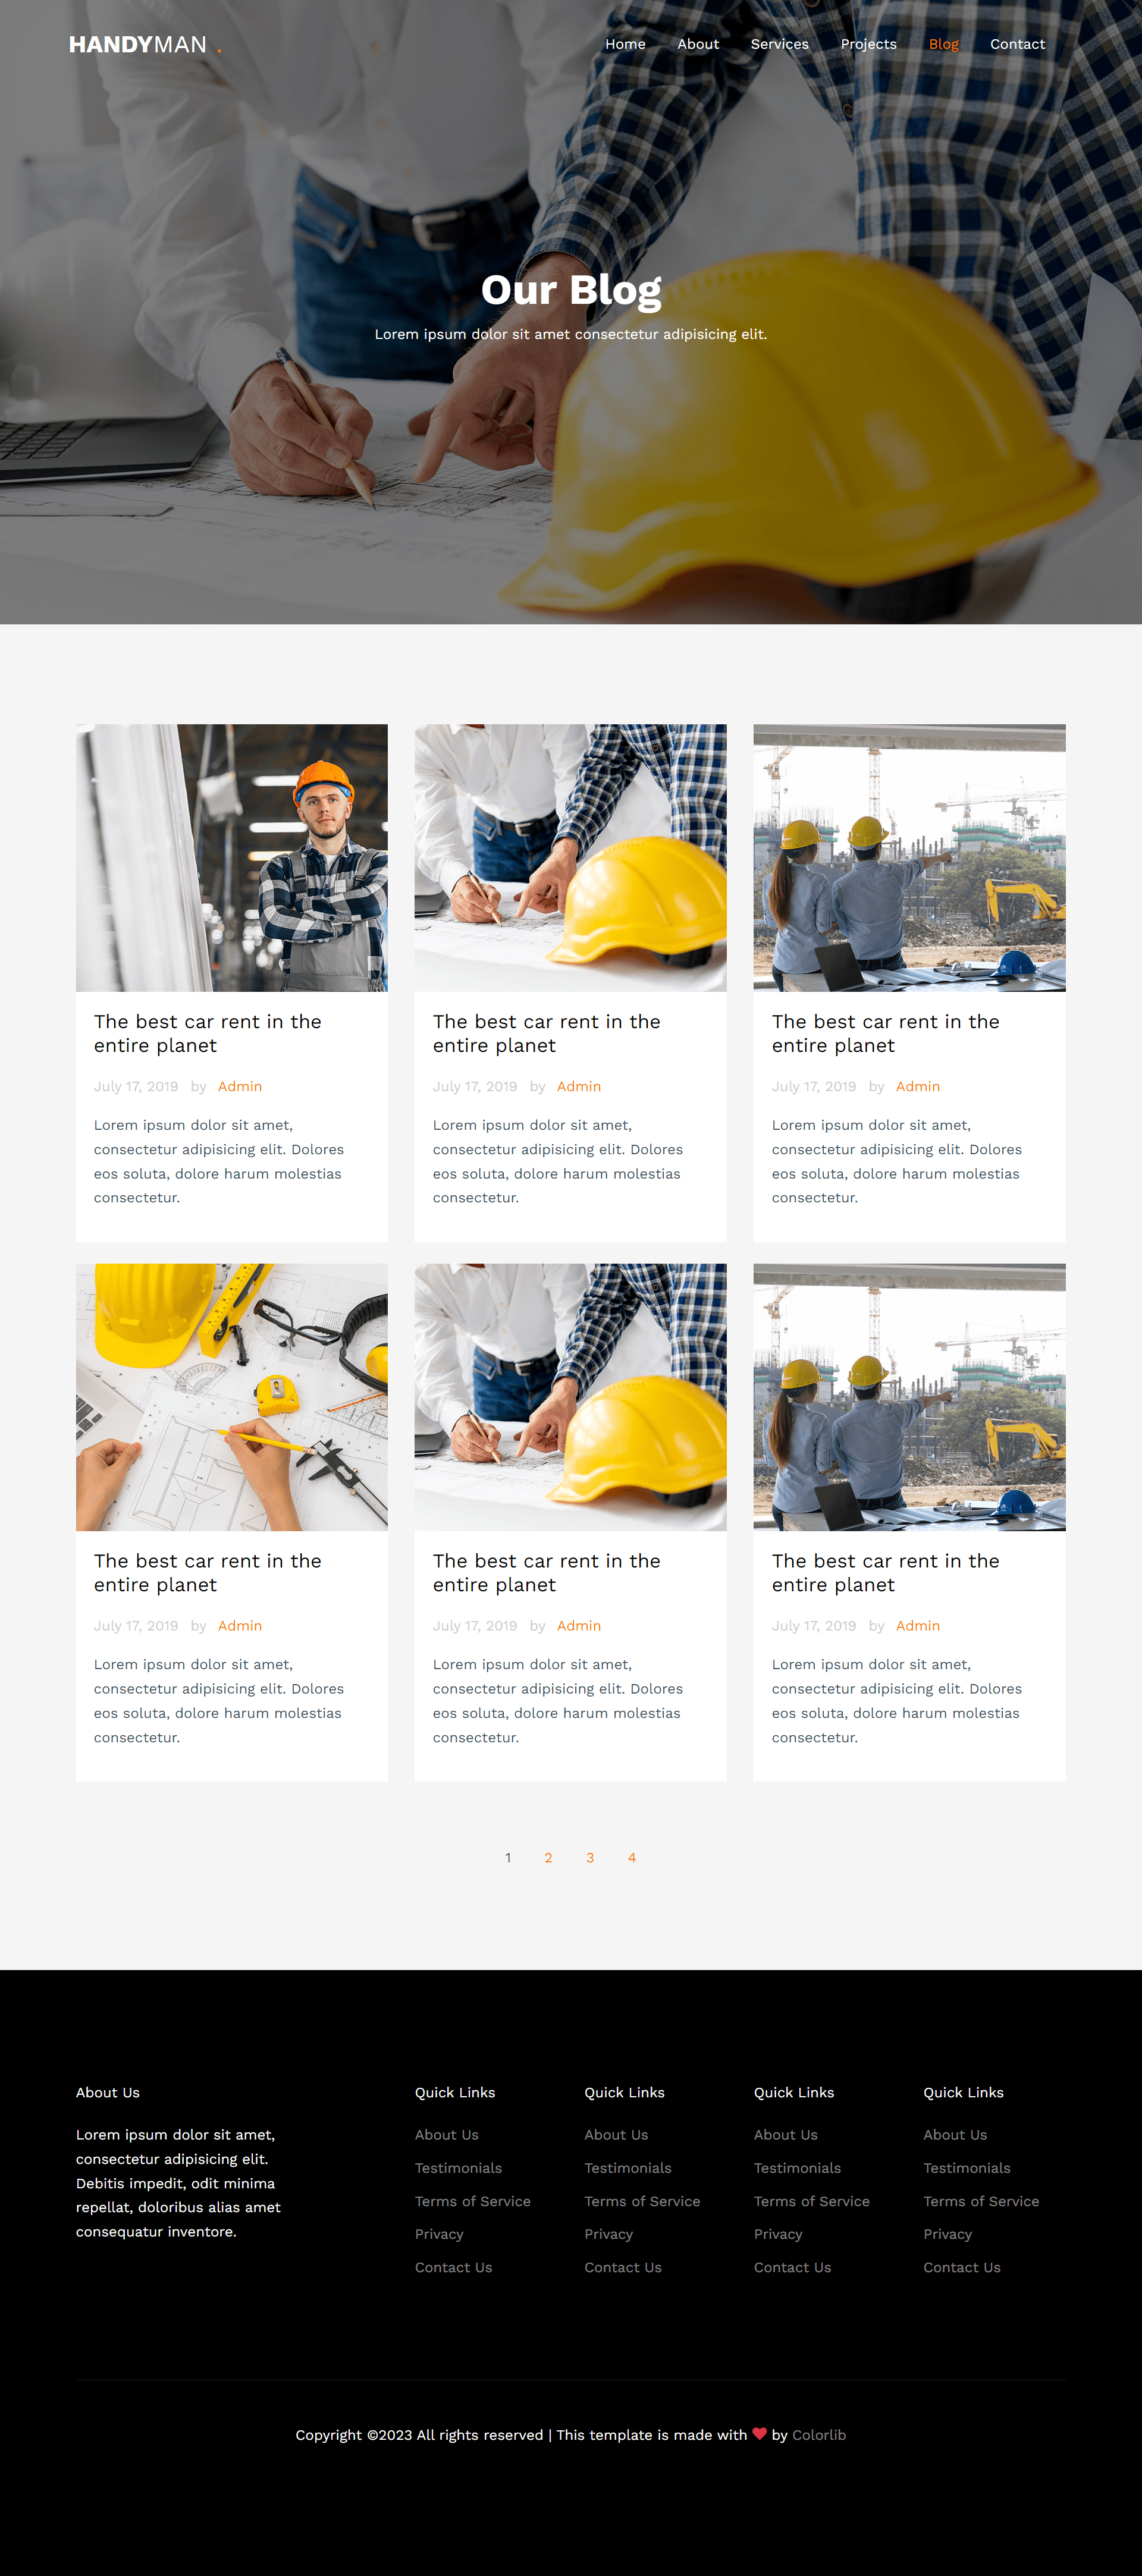 HANDYMAN .
Home About Services Projects Blog Contact
Our Blog
Lorem ipsum dolor sit amet consectetur adipisicing elit.
The best car rent in the
entire planet
July 17, 2019 by Admin
Lorem ipsum dolor sit amet,
consectetur adipisicing elit. Dolores
eos soluta, dolore harum molestias
consectetur.
The best car rent in the
entire planet
July 17, 2019 by Admin
Lorem ipsum dolor sit amet,
consectetur adipisicing elit. Dolores
eos soluta, dolore harum molestias
consectetur.
The best car rent in the
entire planet
July 17, 2019 by Admin
Lorem ipsum dolor sit amet,
consectetur adipisicing elit. Dolores
eos soluta, dolore harum molestias
consectetur.
The best car rent in the
entire planet
July 17, 2019 by Admin
Lorem ipsum dolor sit amet,
consectetur adipisicing elit. Dolores
eos soluta, dolore harum molestias
consectetur.
The best car rent in the
entire planet
July 17, 2019 by Admin
Lorem ipsum dolor sit amet,
consectetur adipisicing elit. Dolores
eos soluta, dolore harum molestias
consectetur.
The best car rent in the
entire planet
July 17, 2019 by Admin
Lorem ipsum dolor sit amet,
consectetur adipisicing elit. Dolores
eos soluta, dolore harum molestias
consectetur.
1 2 3 4
About Us
Lorem ipsum dolor sit amet,
consectetur adipisicing elit.
Debitis impedit, odit minima
repellat, doloribus alias amet
consequatur inventore.
Quick Links
About Us
Testimonials
Terms of Service
Privacy
Contact Us
Quick Links
About Us
Testimonials
Terms of Service
Privacy
Contact Us
Quick Links
About Us
Testimonials
Terms of Service
Privacy
Contact Us
Quick Links
About Us
Testimonials
Terms of Service
Privacy
Contact Us
Copyright ©2023 All rights reserved | This template is made with ❤ by Colorlib